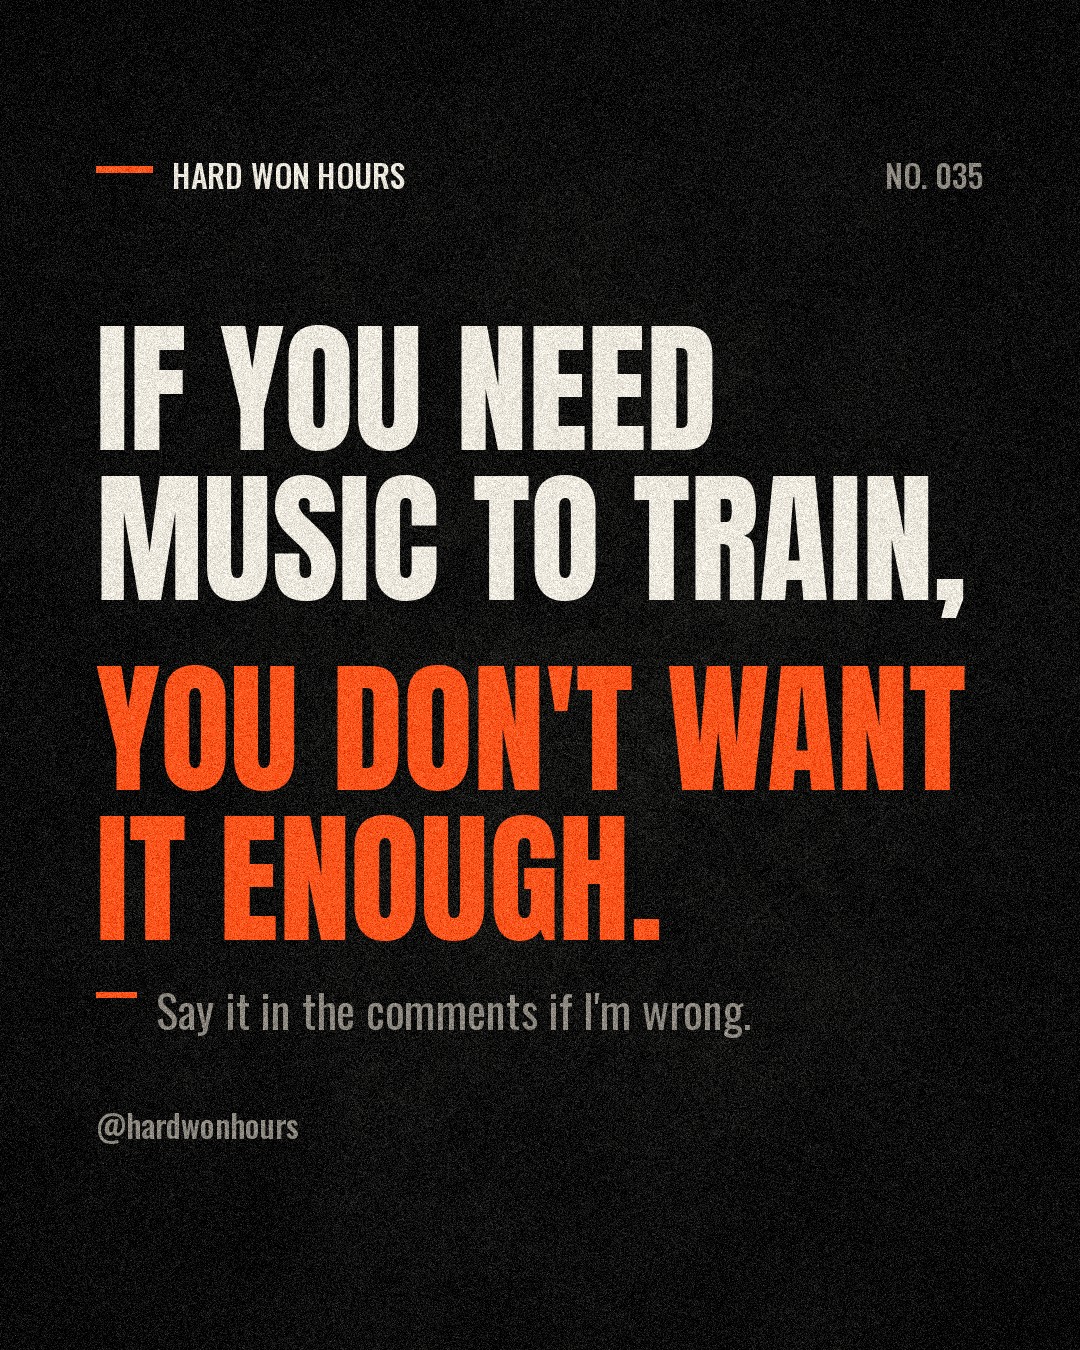 HARD WON HOURS
NO. 035
IF YOU NEED
MUSIC TO TRAIN,
YOU DON'T WANT
IT ENOUGH.
Say it in the comments if I'm wrong.
@hardwonhours